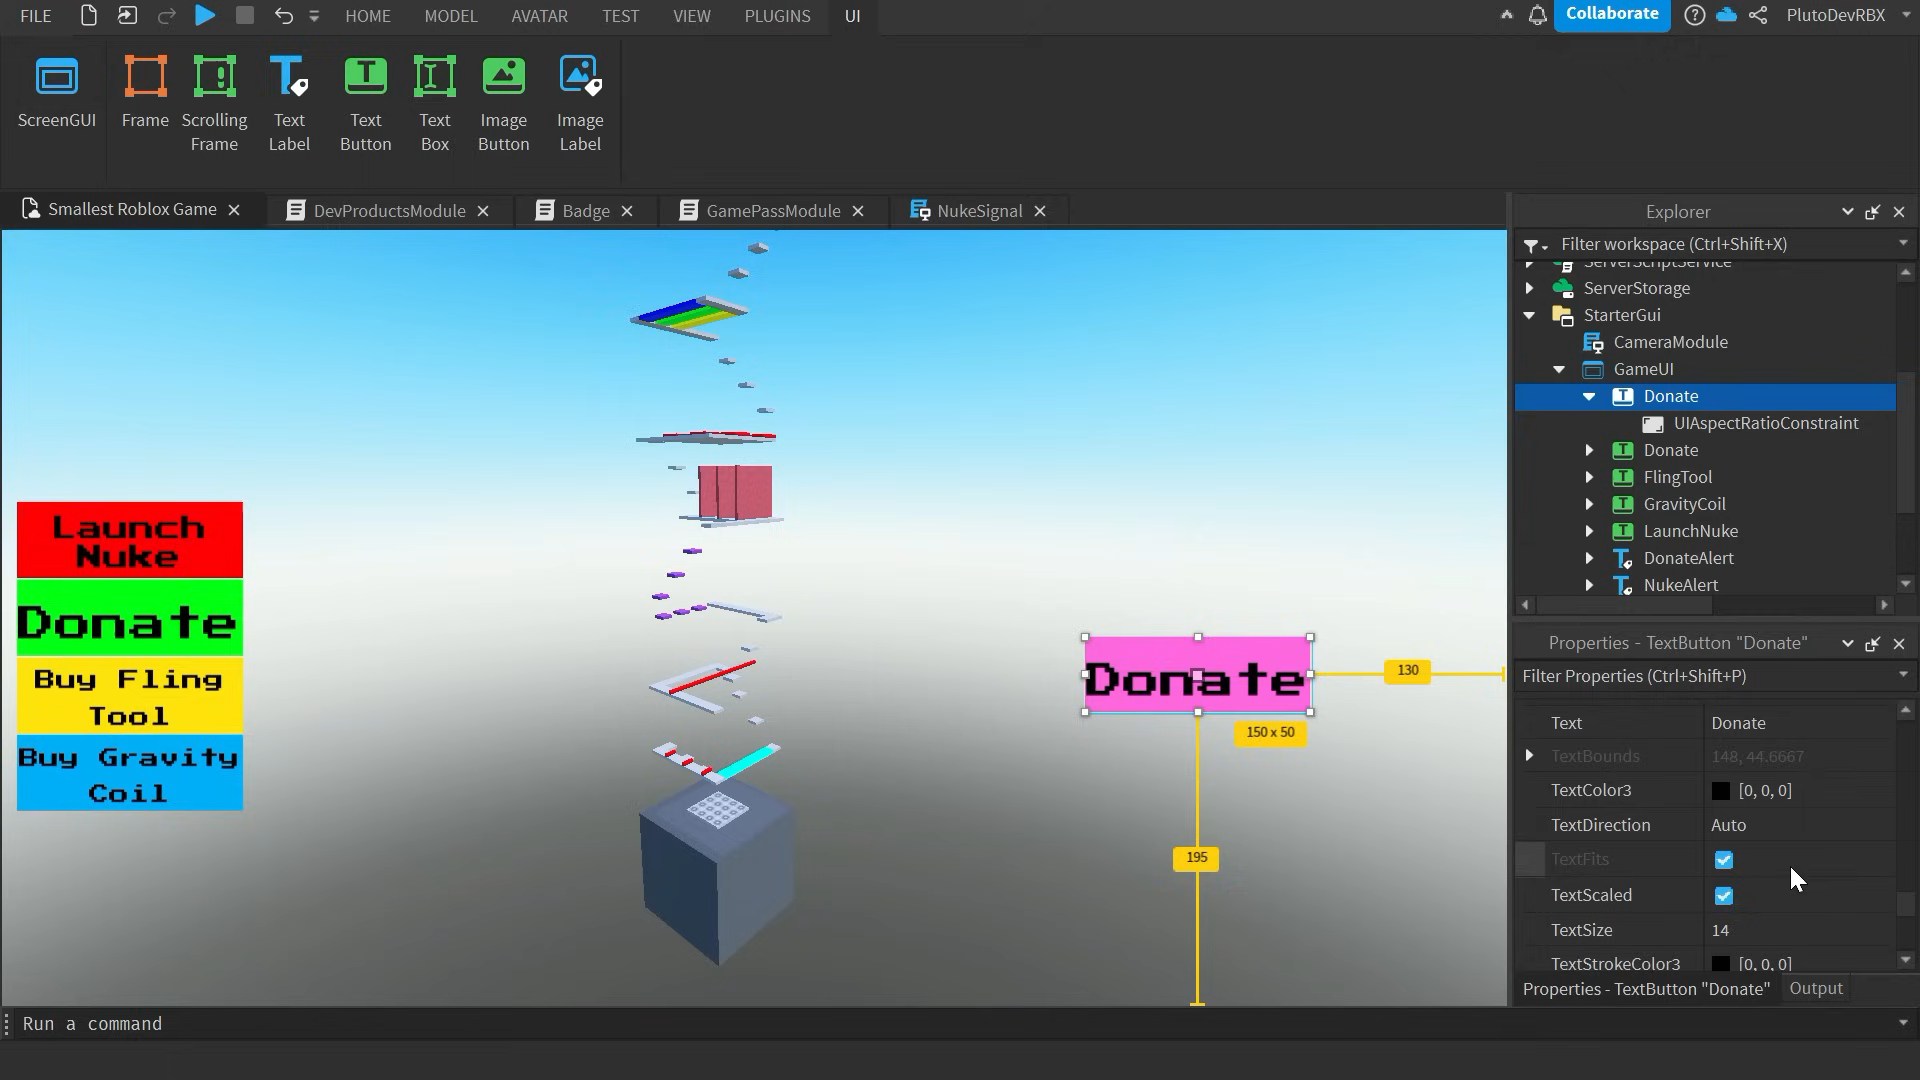 FILE HOME MODEL AVATAR TEST VIEW PLUGINS UI Collaborate PlutoDevRBX
ScreenGUI
Frame
Scrolling
Frame
Text
Label
Text
Button
Text
Box
Image
Button
Image
Label
Smallest Roblox Game DevProductsModule Badge GamePassModule NukeSignal
Launch
Nuke
Donate
Buy Fling
Tool
Buy Gravity
Coil
Donate
130
150 x 50
195
Explorer
Filter workspace (Ctrl+Shift+X)
ServerScriptService
ServerStorage
StarterGui
CameraModule
GameUI
Donate
UIAspectRatioConstraint
Donate
FlingTool
GravityCoil
LaunchNuke
DonateAlert
NukeAlert
Properties - TextButton "Donate"
Filter Properties (Ctrl+Shift+P)
Text Donate
TextBounds 148, 44.6667
TextColor3 [0, 0, 0]
TextDirection Auto
TextFits
TextScaled
TextSize 14
TextStrokeColor3 [0, 0, 0]
Properties - TextButton "Donate" Output
Run a command